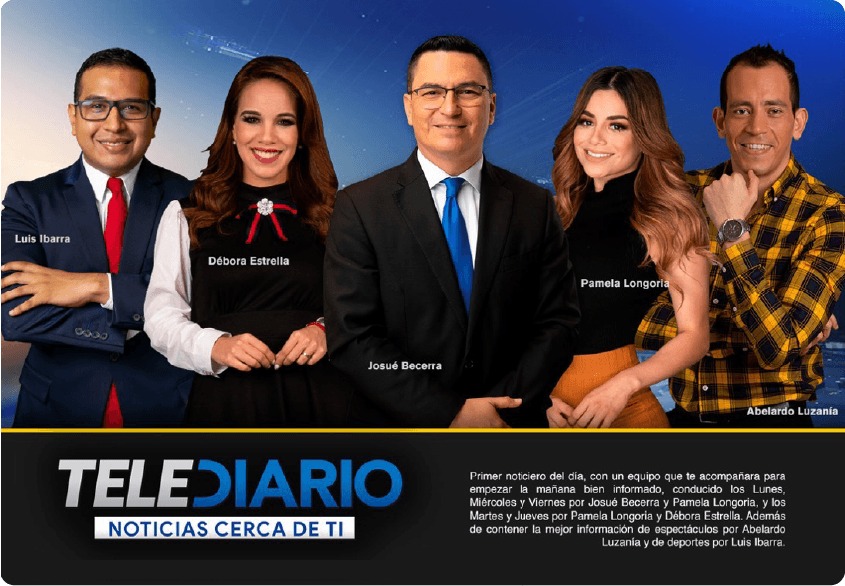 Luis Ibarra
Débora Estrella
Pamela Longoria
Josué Becerra
Abelardo Luzanía
TELEDIARIO
NOTICIAS CERCA DE TI
Primer noticiero del día, con un equipo que te acompañara para
empezar la mañana bien informado, conducido los Lunes,
Miércoles y Viernes por Josué Becerra y Pamela Longoria, y los
Martes y Jueves por Pamela Longoria y Débora Estrella. Además
de contener la mejor información de espectáculos por Abelardo
Luzanía y de deportes por Luis Ibarra.